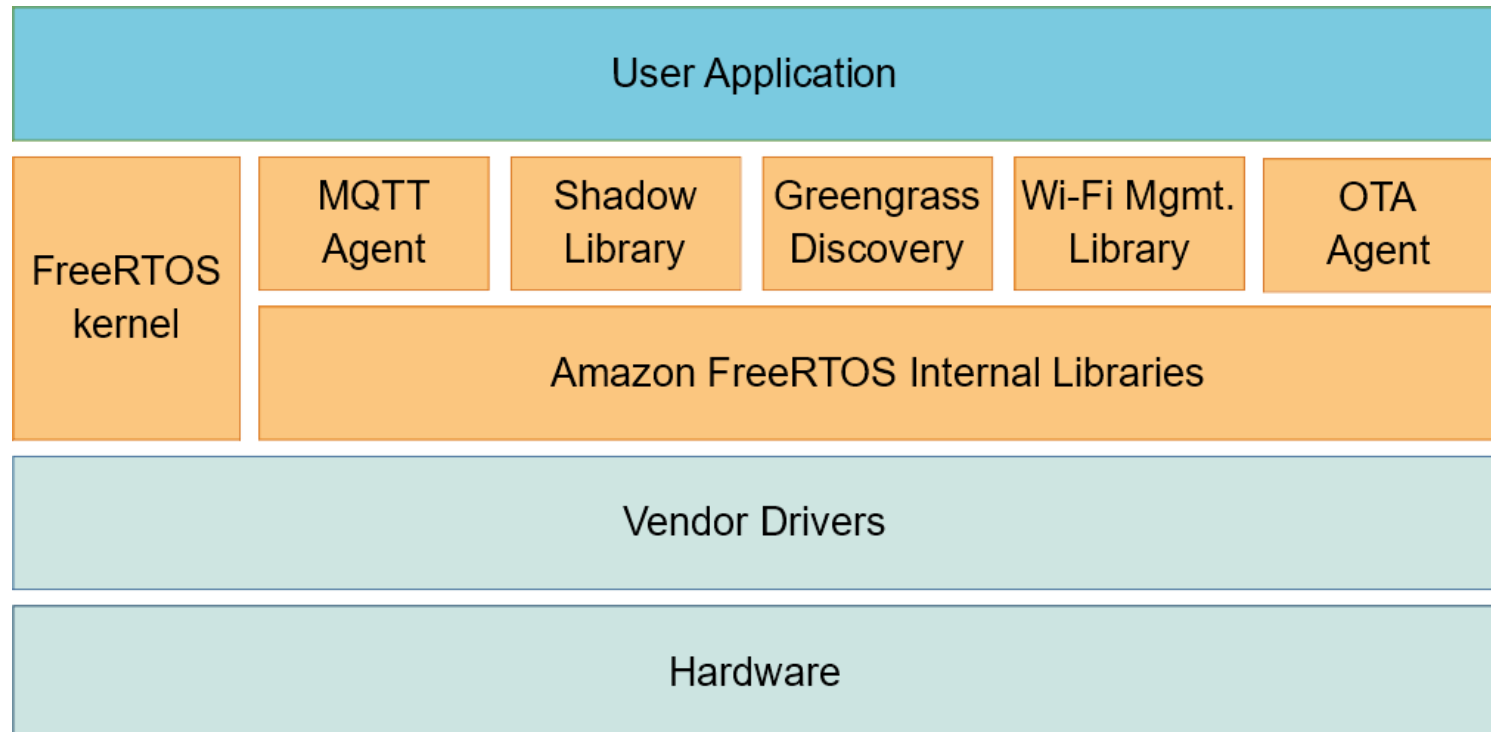 User Application
FreeRTOS
kernel
MQTT
Agent
Shadow
Library
Greengrass
Discovery
Wi-Fi Mgmt.
Library
OTA
Agent
Amazon FreeRTOS Internal Libraries
Vendor Drivers
Hardware